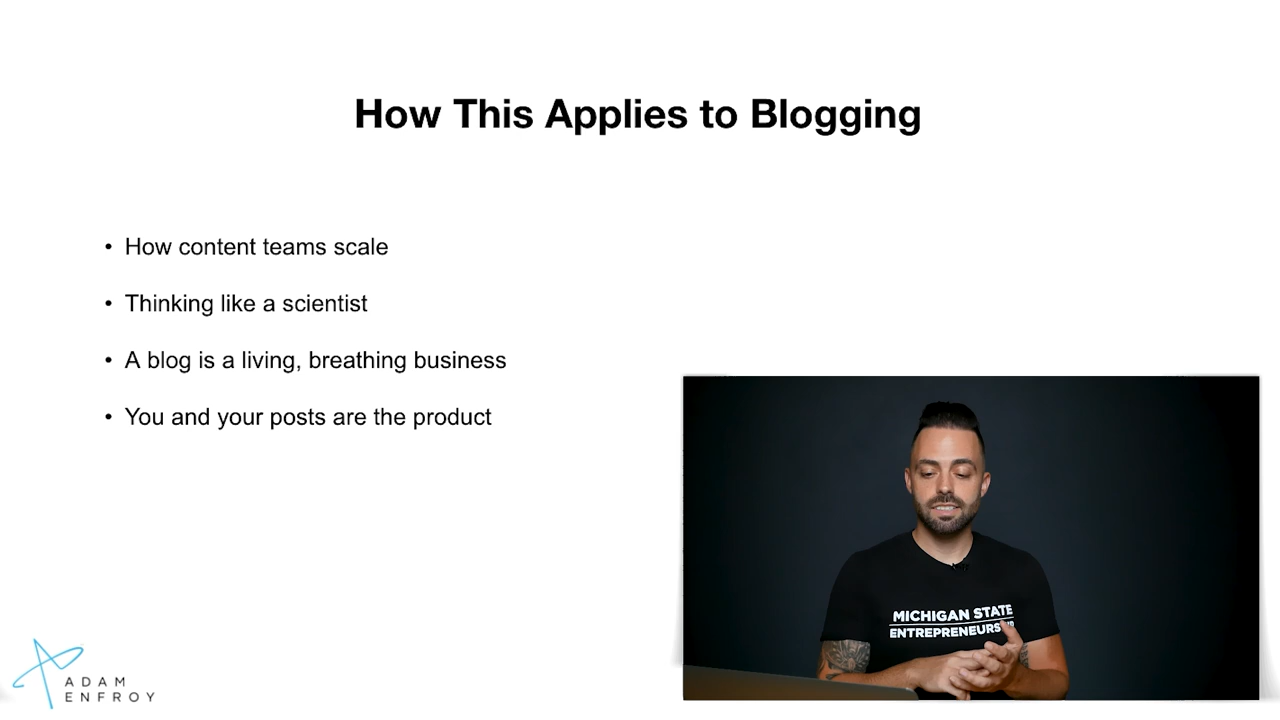 How This Applies to Blogging
• How content teams scale
• Thinking like a scientist
• A blog is a living, breathing business
• You and your posts are the product
MICHIGAN STATE
ADAM
ENFROY